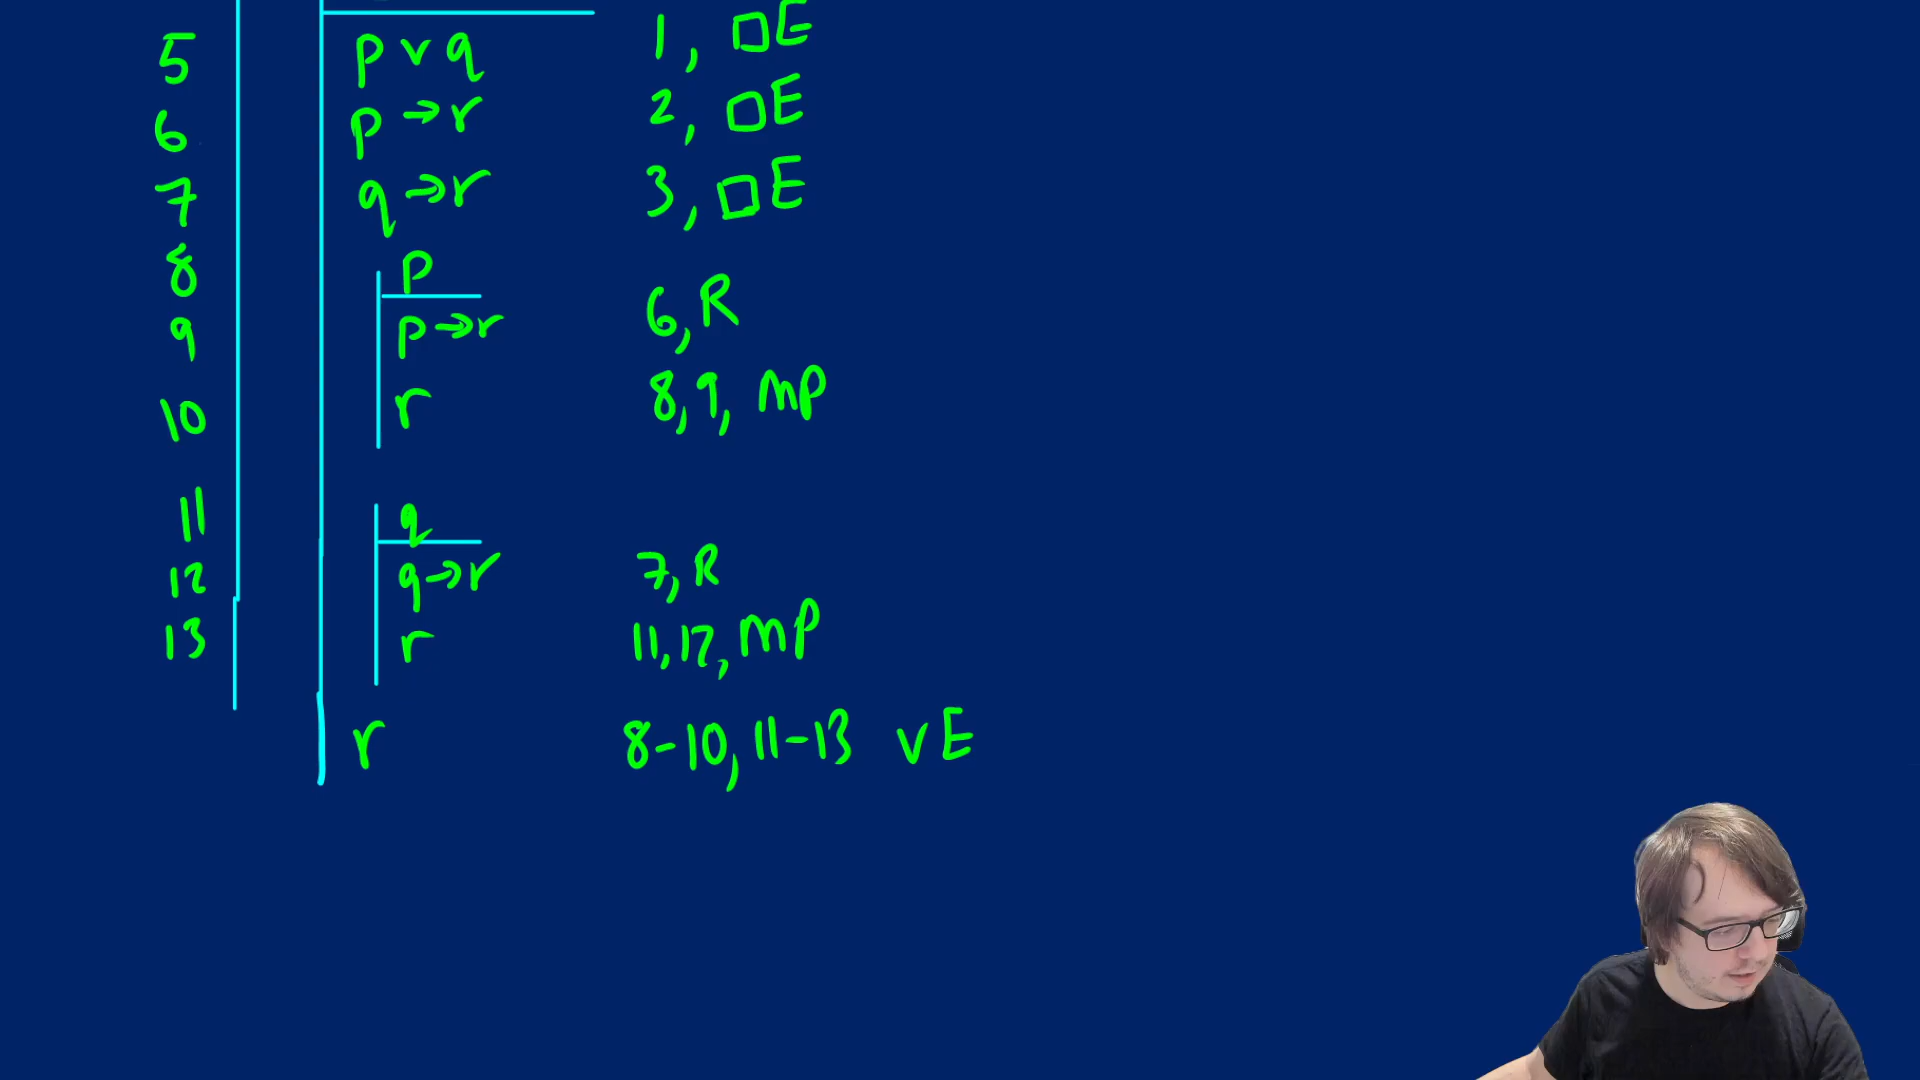 5 p v q 1, □E
6 p → r 2, □E
7 q → r 3, □E
8 p
9 p → r 6, R
10 r 8,9, mp
11 q
12 q → r 7, R
13 r 11,12, mp
r 8-10, 11-13 v E